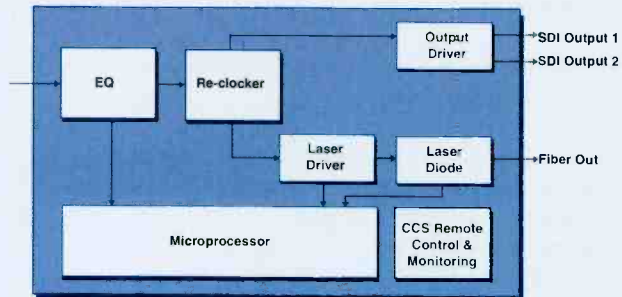 Output
Driver
SDI Output 1
SDI Output 2
EQ
Re-clocker
Laser
Driver
Laser
Diode
Fiber Out
Microprocessor
CCS Remote
Control &
Monitoring